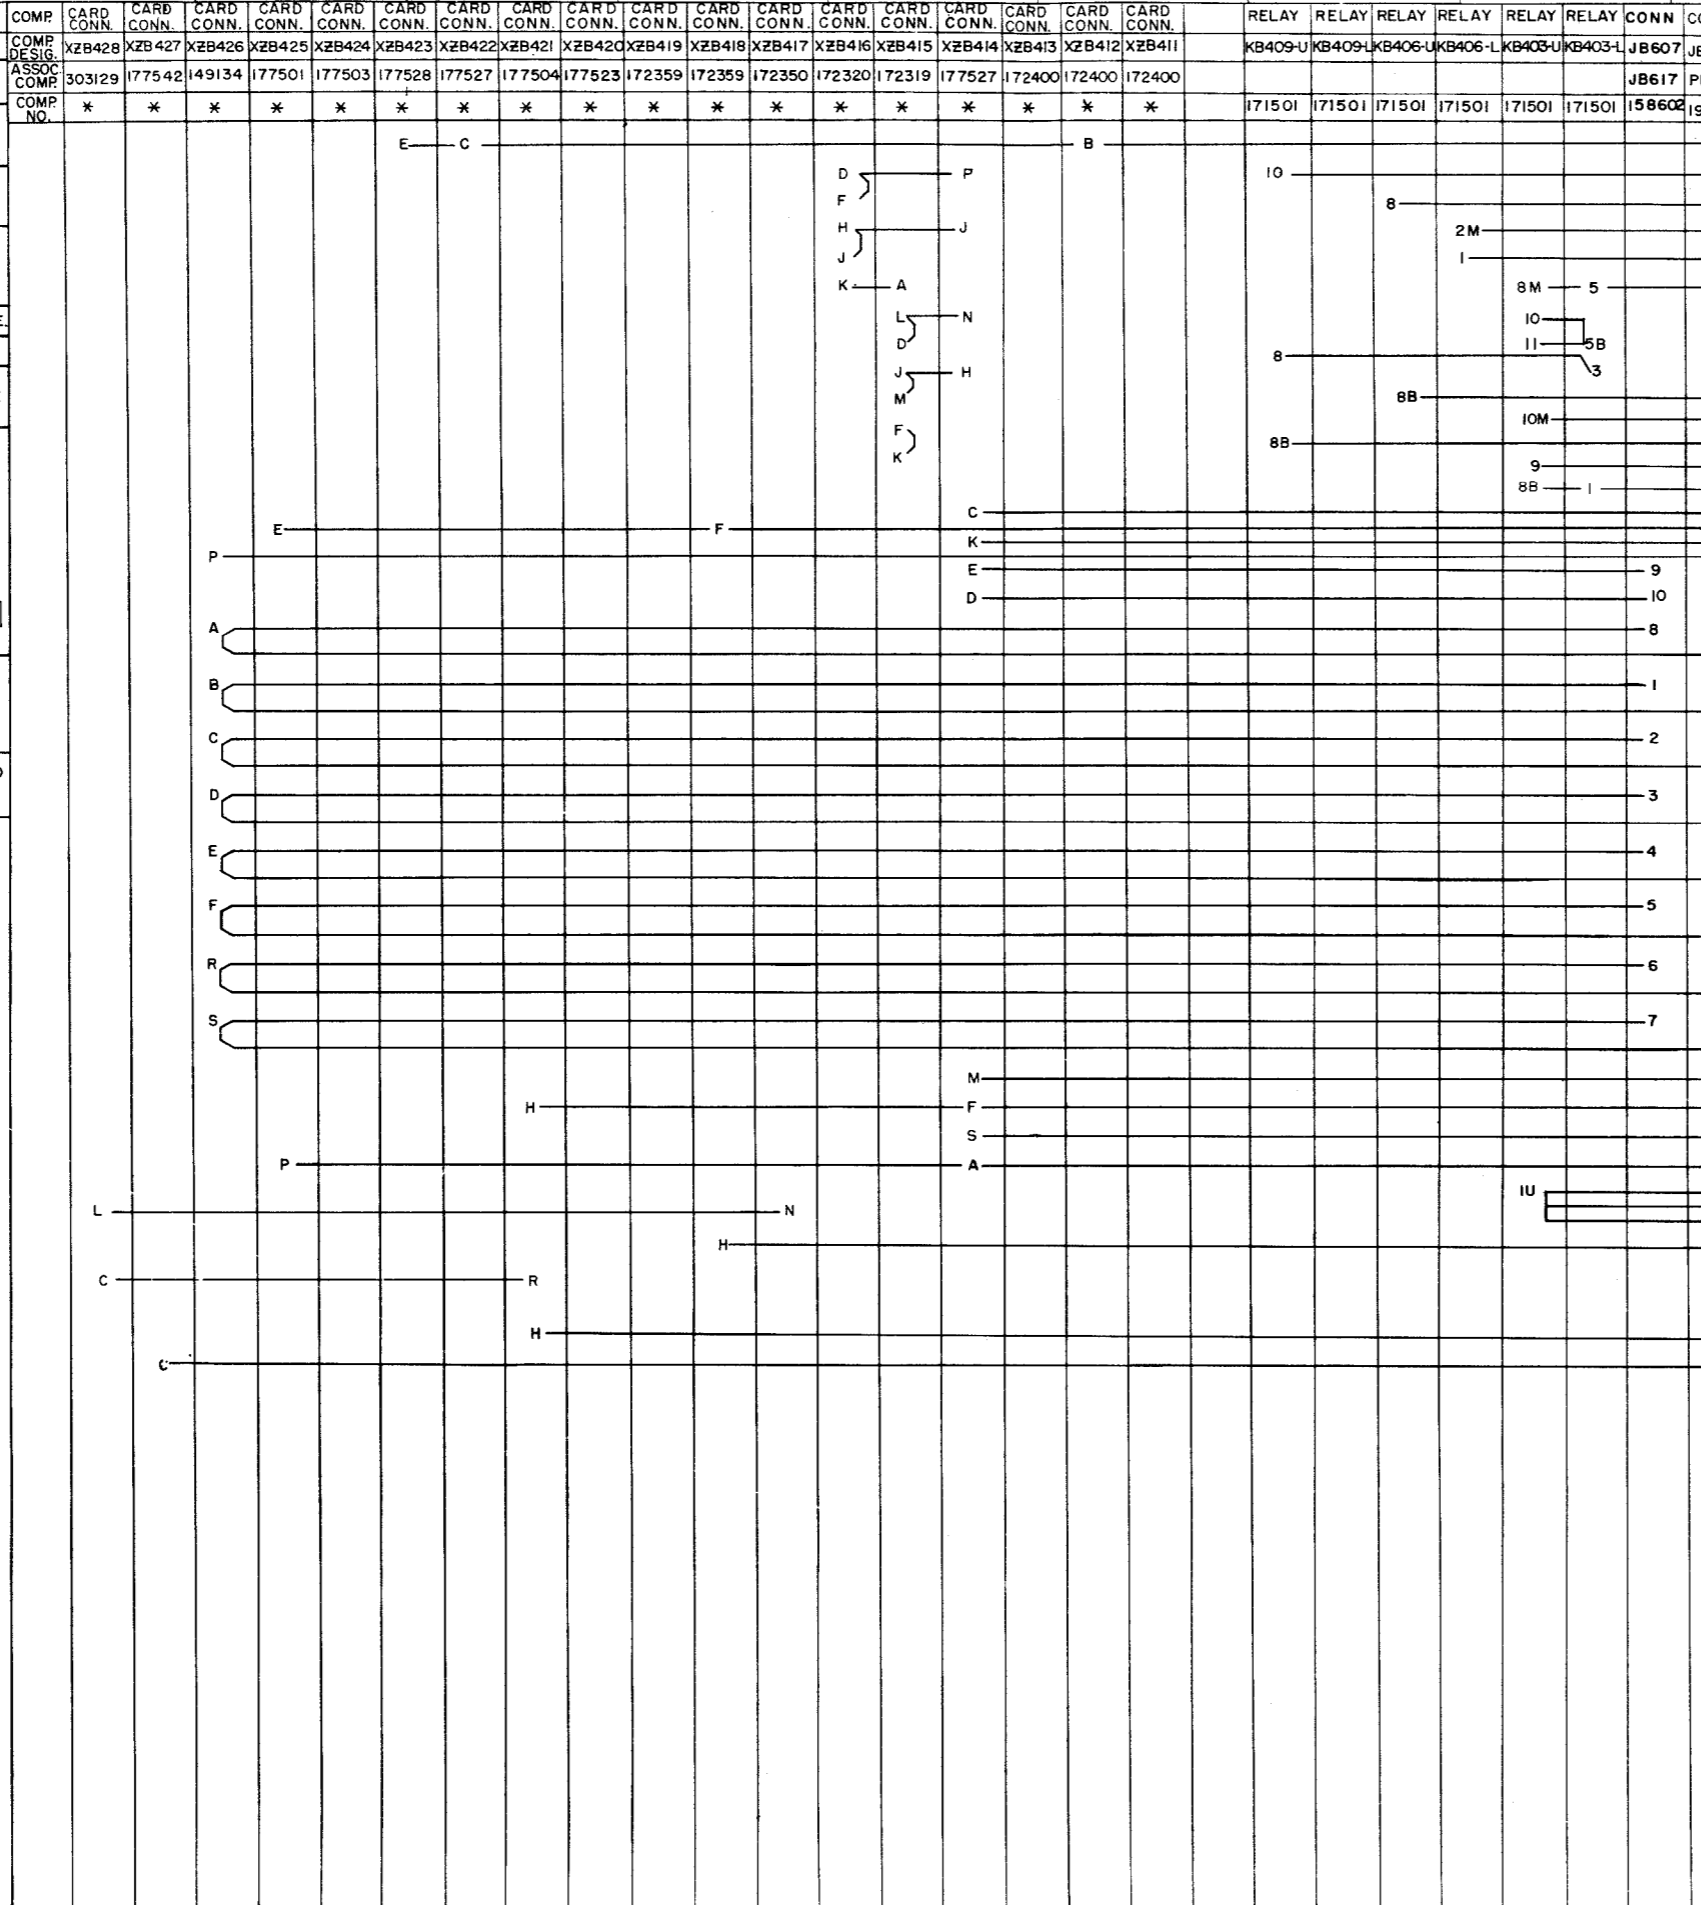 COMP. CARD CONN. CARD CONN. CARD CONN. CARD CONN. CARD CONN. CARD CONN. CARD CONN. CARD CONN. CARD CONN. CARD CONN. CARD CONN. CARD CONN. CARD CONN. CARD CONN. CARD CONN. CARD CONN. CARD CONN. CARD CONN. RELAY RELAY RELAY RELAY RELAY RELAY CONN
COMP. DESIG. XZB428 XZB427 XZB426 XZB425 XZB424 XZB423 XZB422 XZB421 XZB420 XZB419 XZB418 XZB417 XZB416 XZB415 XZB414 XZB413 XZB412 XZB411 KB409-U KB409-L KB406-U KB406-L KB403-U KB403-L JB607
ASSOC. COMP. 303129 177542 149134 177501 177503 177528 177527 177504 177523 172359 172359 172350 172320 172319 177527 172400 172400 172400 JB617
COMP. NO. * * * * * * * * * * * * * * * * * * 171501 171501 171501 171501 171501 171501 158602
E C B
D P 10
F 8
H J 2M
J 1
K A 8M 5
L N 10
D 11 5B
8 3
J H
M 8B
10M
F 8B
K 9
8B 1
C
E F
K
P
E 9
D 10
A 8
B 1
C 2
D 3
E 4
F 5
R 6
S 7
M
H F
S
P A
1U
L N
H
C R
H
C